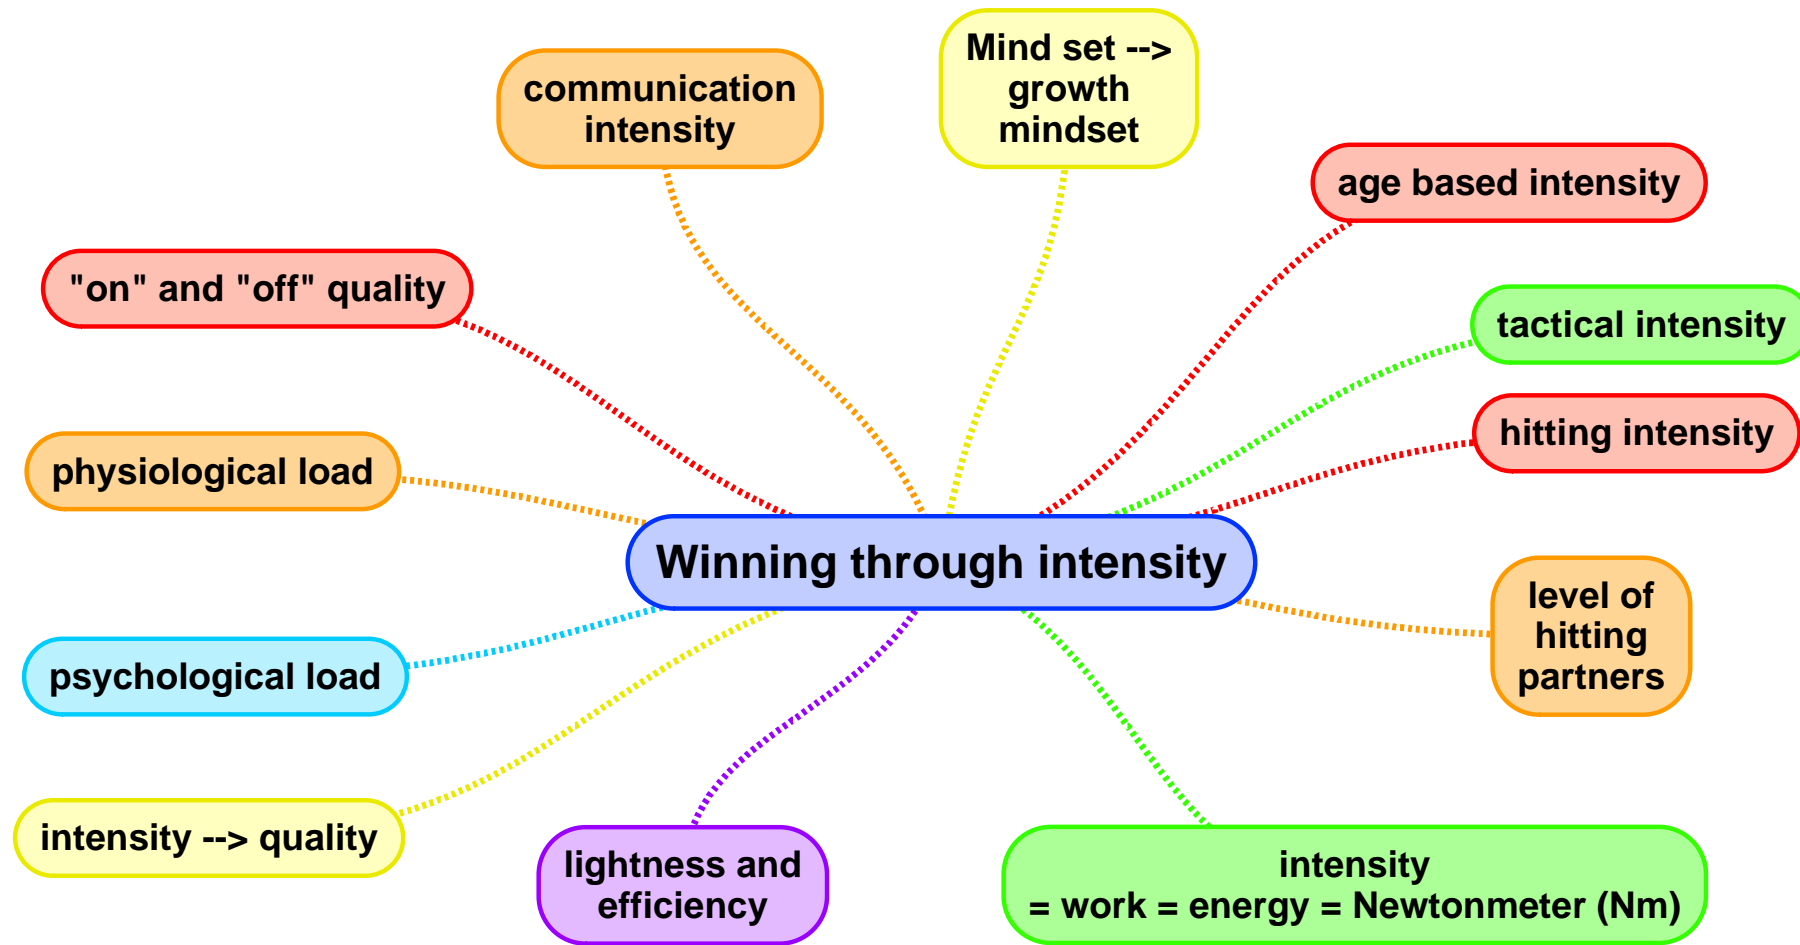 communication
intensity
Mind set -->
growth
mindset
age based intensity
"on" and "off" quality
tactical intensity
hitting intensity
physiological load
Winning through intensity
level of
hitting
partners
psychological load
intensity --> quality
lightness and
efficiency
intensity
= work = energy = Newtonmeter (Nm)